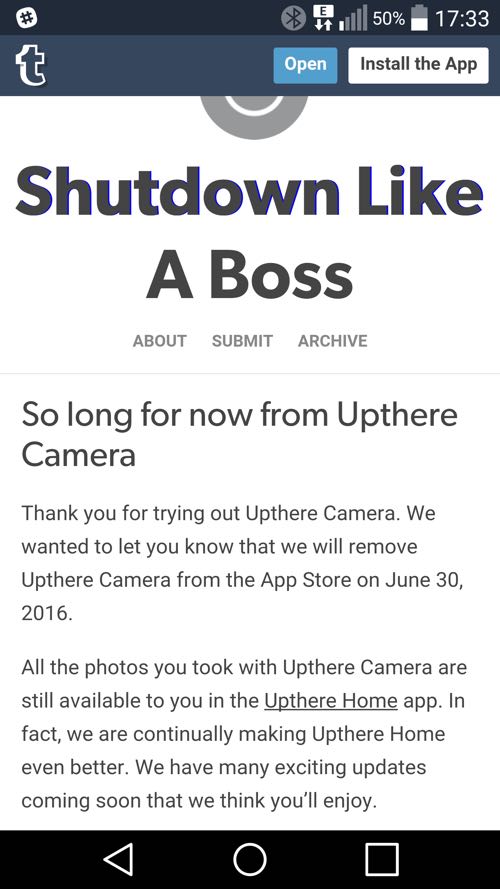 E 50% 17:33
t Open Install the App
Shutdown Like
A Boss
ABOUT SUBMIT ARCHIVE
So long for now from Upthere
Camera
Thank you for trying out Upthere Camera. We
wanted to let you know that we will remove
Upthere Camera from the App Store on June 30,
2016.
All the photos you took with Upthere Camera are
still available to you in the Upthere Home app. In
fact, we are continually making Upthere Home
even better. We have many exciting updates
coming soon that we think you’ll enjoy.